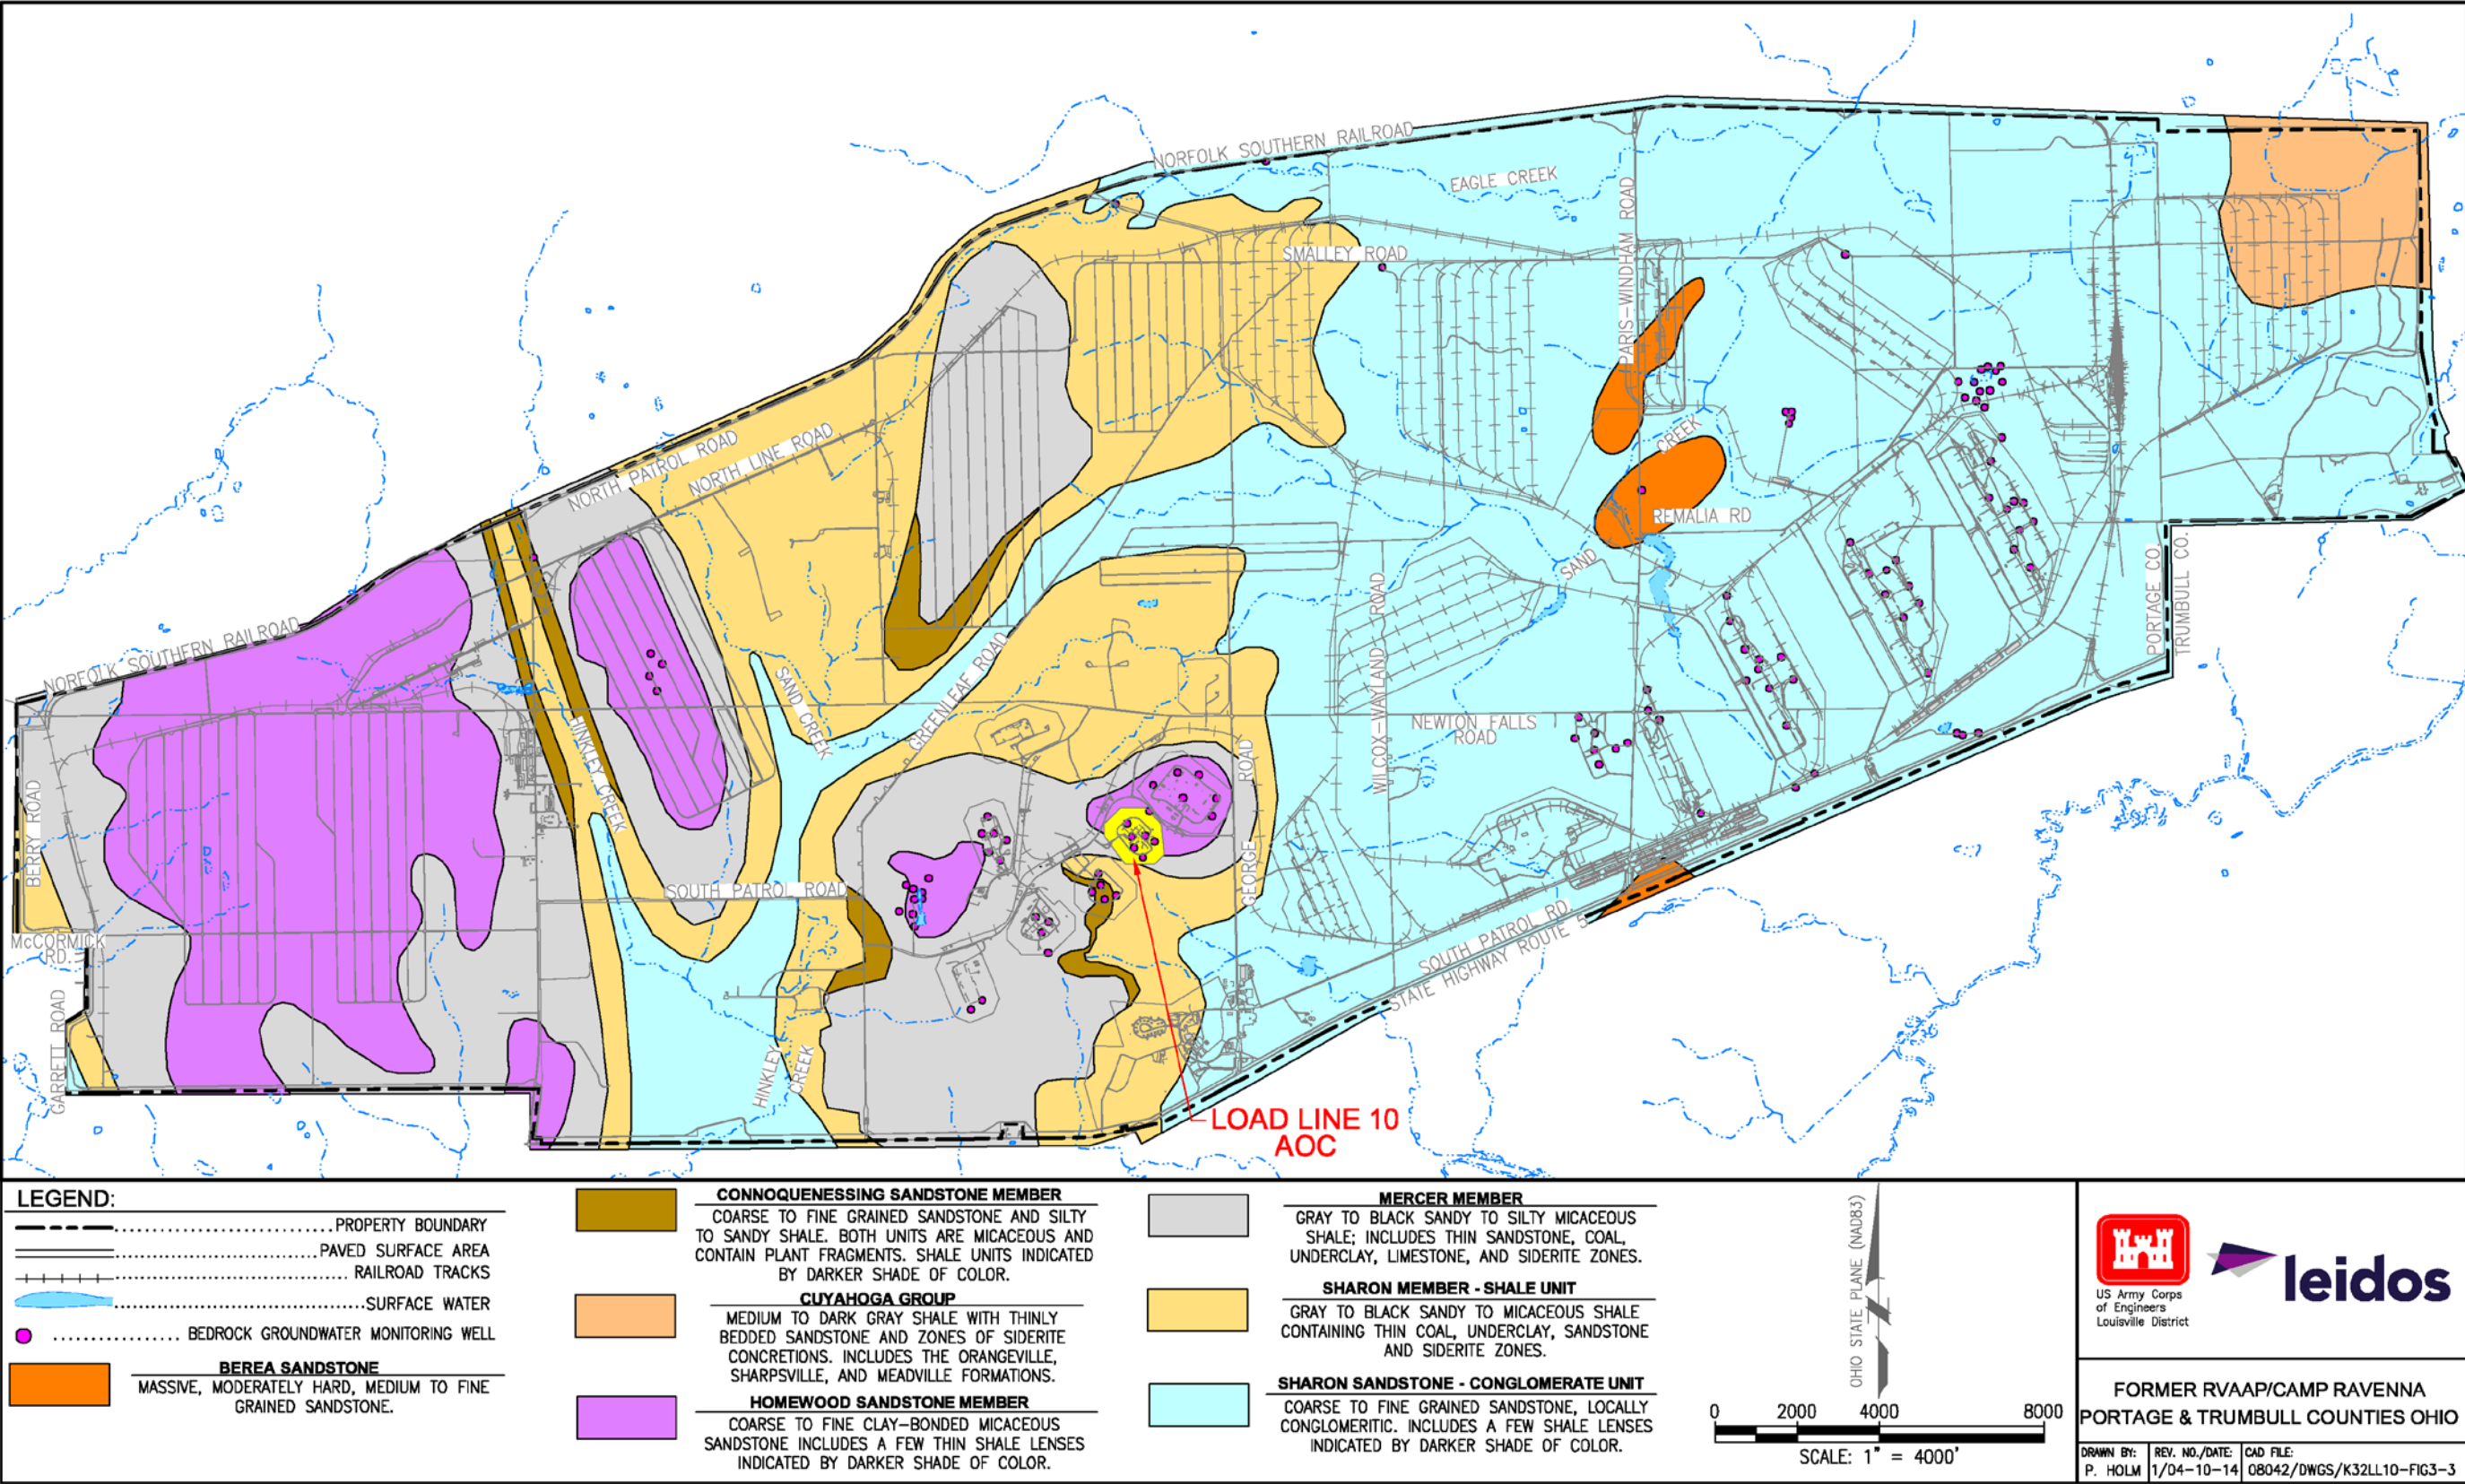 NORFOLK SOUTHERN RAILROAD
EAGLE CREEK
PARIS-WINDHAM ROAD
SMALLEY ROAD
NORTH PATROL ROAD
NORTH LINE ROAD
CREEK
REMALIA RD
SAND
PORTAGE CO.
TRUMBULL CO.
NORFOLK SOUTHERN RAILROAD
SAND CREEK
GREENLEAF ROAD
WILCOX-WAYLAND ROAD
NEWTON FALLS
ROAD
HINKLEY CREEK
BERRY ROAD
GEORGE ROAD
SOUTH PATROL ROAD
McCORMICK
RD.
SOUTH PATROL RD.
STATE HIGHWAY ROUTE 5
GARRETT ROAD
HINKLEY
CREEK
LOAD LINE 10
AOC
LEGEND:
PROPERTY BOUNDARY
PAVED SURFACE AREA
RAILROAD TRACKS
SURFACE WATER
BEDROCK GROUNDWATER MONITORING WELL
BEREA SANDSTONE
MASSIVE, MODERATELY HARD, MEDIUM TO FINE
GRAINED SANDSTONE.
CONNOQUENESSING SANDSTONE MEMBER
COARSE TO FINE GRAINED SANDSTONE AND SILTY
TO SANDY SHALE. BOTH UNITS ARE MICACEOUS AND
CONTAIN PLANT FRAGMENTS. SHALE UNITS INDICATED
BY DARKER SHADE OF COLOR.
CUYAHOGA GROUP
MEDIUM TO DARK GRAY SHALE WITH THINLY
BEDDED SANDSTONE AND ZONES OF SIDERITE
CONCRETIONS. INCLUDES THE ORANGEVILLE,
SHARPSVILLE, AND MEADVILLE FORMATIONS.
HOMEWOOD SANDSTONE MEMBER
COARSE TO FINE CLAY-BONDED MICACEOUS
SANDSTONE INCLUDES A FEW THIN SHALE LENSES
INDICATED BY DARKER SHADE OF COLOR.
MERCER MEMBER
GRAY TO BLACK SANDY TO SILTY MICACEOUS
SHALE; INCLUDES THIN SANDSTONE, COAL,
UNDERCLAY, LIMESTONE, AND SIDERITE ZONES.
SHARON MEMBER - SHALE UNIT
GRAY TO BLACK SANDY TO MICACEOUS SHALE
CONTAINING THIN COAL, UNDERCLAY, SANDSTONE
AND SIDERITE ZONES.
SHARON SANDSTONE - CONGLOMERATE UNIT
COARSE TO FINE GRAINED SANDSTONE, LOCALLY
CONGLOMERITIC. INCLUDES A FEW SHALE LENSES
INDICATED BY DARKER SHADE OF COLOR.
OHIO STATE PLANE (NAD83)
0 2000 4000 8000
SCALE: 1" = 4000'
US Army Corps
of Engineers
Louisville District
leidos
FORMER RVAAP/CAMP RAVENNA
PORTAGE & TRUMBULL COUNTIES OHIO
DRAWN BY:
P. HOLM
REV. NO./DATE:
1/04-10-14
CAD FILE:
08042/DWGS/K32LL10-FIG3-3